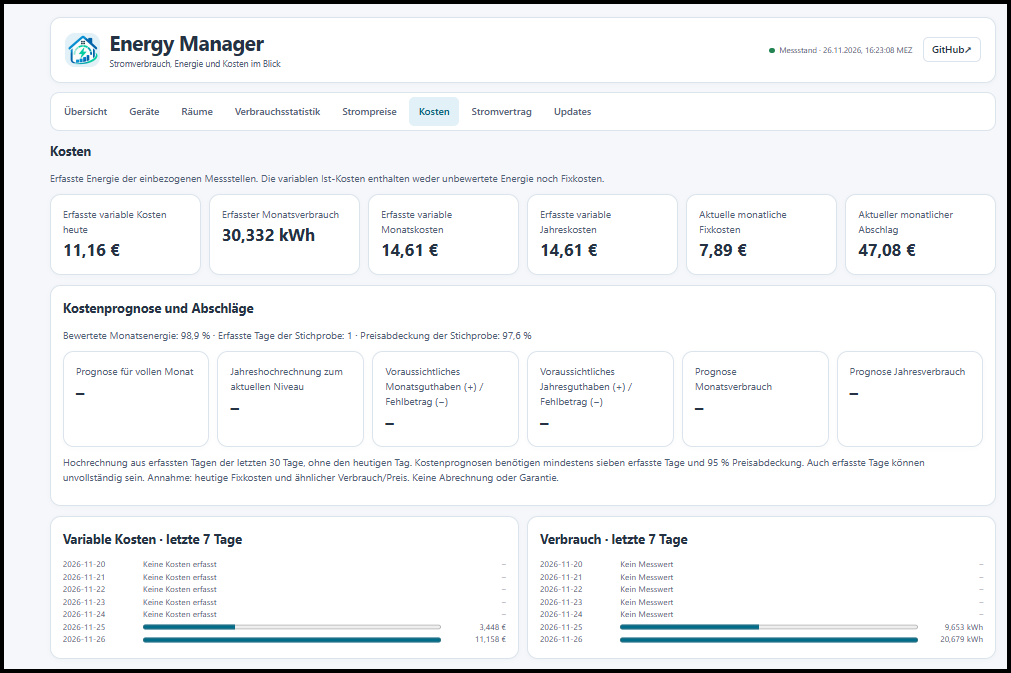 Energy Manager
Stromverbrauch, Energie und Kosten im Blick
Messstand · 26.11.2026, 16:23:08 MEZ
GitHub↗
Übersicht
Geräte
Räume
Verbrauchsstatistik
Strompreise
Kosten
Stromvertrag
Updates
Kosten
Erfasste Energie der einbezogenen Messstellen. Die variablen Ist-Kosten enthalten weder unbewertete Energie noch Fixkosten.
Erfasste variable Kosten
heute
11,16 €
Erfasster Monatsverbrauch
30,332 kWh
Erfasste variable
Monatskosten
14,61 €
Erfasste variable
Jahreskosten
14,61 €
Aktuelle monatliche
Fixkosten
7,89 €
Aktueller monatlicher
Abschlag
47,08 €
Kostenprognose und Abschläge
Bewertete Monatsenergie: 98,9 % · Erfasste Tage der Stichprobe: 1 · Preisabdeckung der Stichprobe: 97,6 %
Prognose für vollen Monat
–
Jahreshochrechnung zum
aktuellen Niveau
–
Voraussichtliches
Monatsguthaben (+) /
Fehlbetrag (−)
–
Voraussichtliches
Jahresguthaben (+) /
Fehlbetrag (−)
–
Prognose
Monatsverbrauch
–
Prognose Jahresverbrauch
–
Hochrechnung aus erfassten Tagen der letzten 30 Tage, ohne den heutigen Tag. Kostenprognosen benötigen mindestens sieben erfasste Tage und 95 % Preisabdeckung. Auch erfasste Tage können
unvollständig sein. Annahme: heutige Fixkosten und ähnlicher Verbrauch/Preis. Keine Abrechnung oder Garantie.
Variable Kosten · letzte 7 Tage
2026-11-20 Keine Kosten erfasst –
2026-11-21 Keine Kosten erfasst –
2026-11-22 Keine Kosten erfasst –
2026-11-23 Keine Kosten erfasst –
2026-11-24 Keine Kosten erfasst –
2026-11-25 3,448 €
2026-11-26 11,158 €
Verbrauch · letzte 7 Tage
2026-11-20 Kein Messwert –
2026-11-21 Kein Messwert –
2026-11-22 Kein Messwert –
2026-11-23 Kein Messwert –
2026-11-24 Kein Messwert –
2026-11-25 9,653 kWh
2026-11-26 20,679 kWh